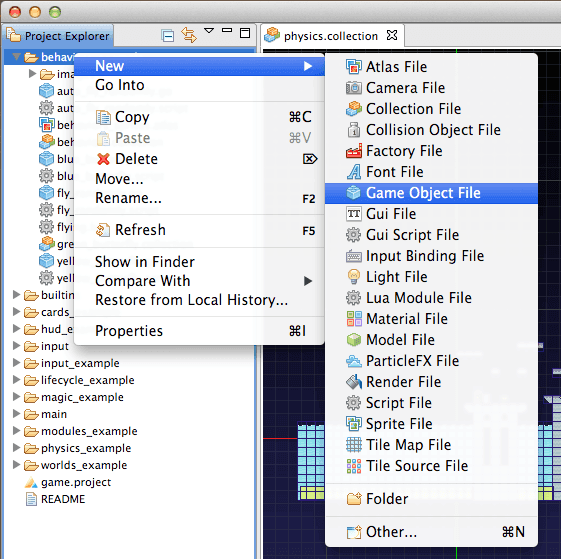 Project Explorer
physics.collection
behavi
New
Go Into
Copy ⌘C
Paste ⌘V
Delete ⌦
Move...
Rename... F2
Refresh F5
Show in Finder
Compare With
Restore from Local History...
Properties ⌘I
Atlas File
Camera File
Collection File
Collision Object File
Factory File
Font File
Game Object File
Gui File
Gui Script File
Input Binding File
Light File
Lua Module File
Material File
Model File
ParticleFX File
Render File
Script File
Sprite File
Tile Map File
Tile Source File
Folder
Other... ⌘N
ima
aut
aut
beh
beh
blu
blu
fly_
fly_
flyi
gre
yell
yell
builtin
cards_
hud_e
input
input_example
lifecycle_example
magic_example
main
modules_example
physics_example
worlds_example
game.project
README